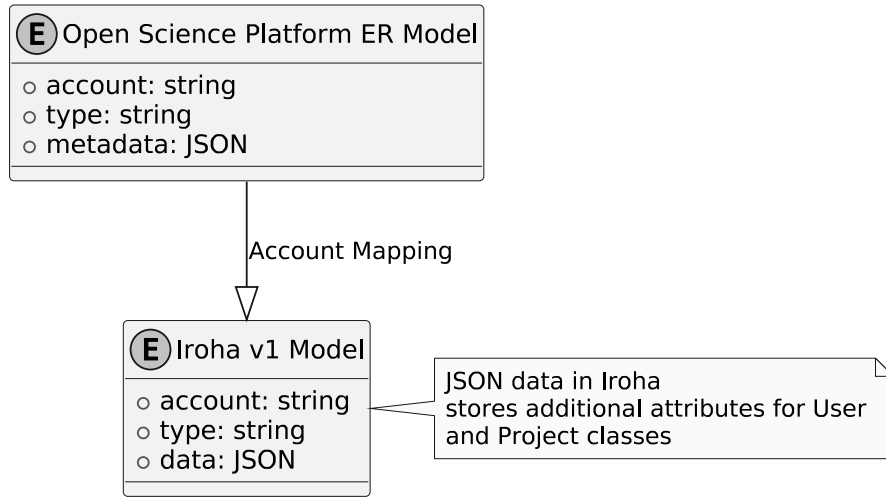 E Open Science Platform ER Model
account: string
type: string
metadata: JSON
Account Mapping
E Iroha v1 Model
account: string
type: string
data: JSON
JSON data in Iroha
stores additional attributes for User
and Project classes